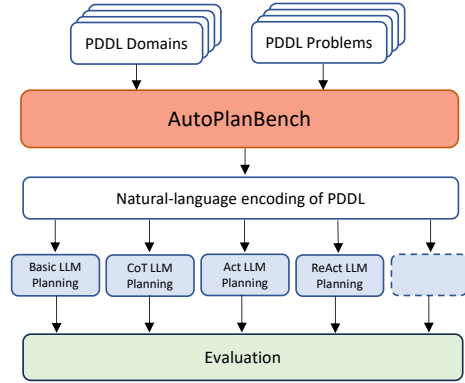 PDDL Domains
PDDL Problems
AutoPlanBench
Natural-language encoding of PDDL
Basic LLM
Planning
CoT LLM
Planning
Act LLM
Planning
ReAct LLM
Planning
Evaluation